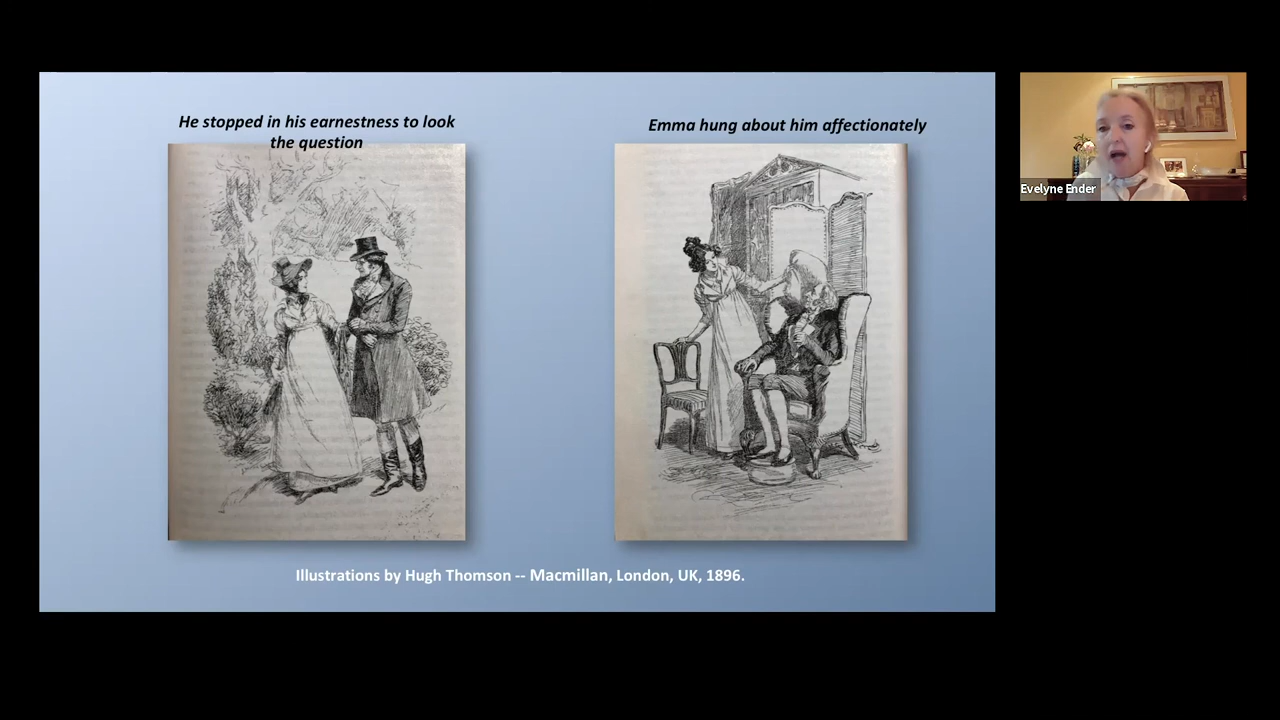 He stopped in his earnestness to look
the question
Emma hung about him affectionately
Illustrations by Hugh Thomson -- Macmillan, London, UK, 1896.
Evelyne Ender